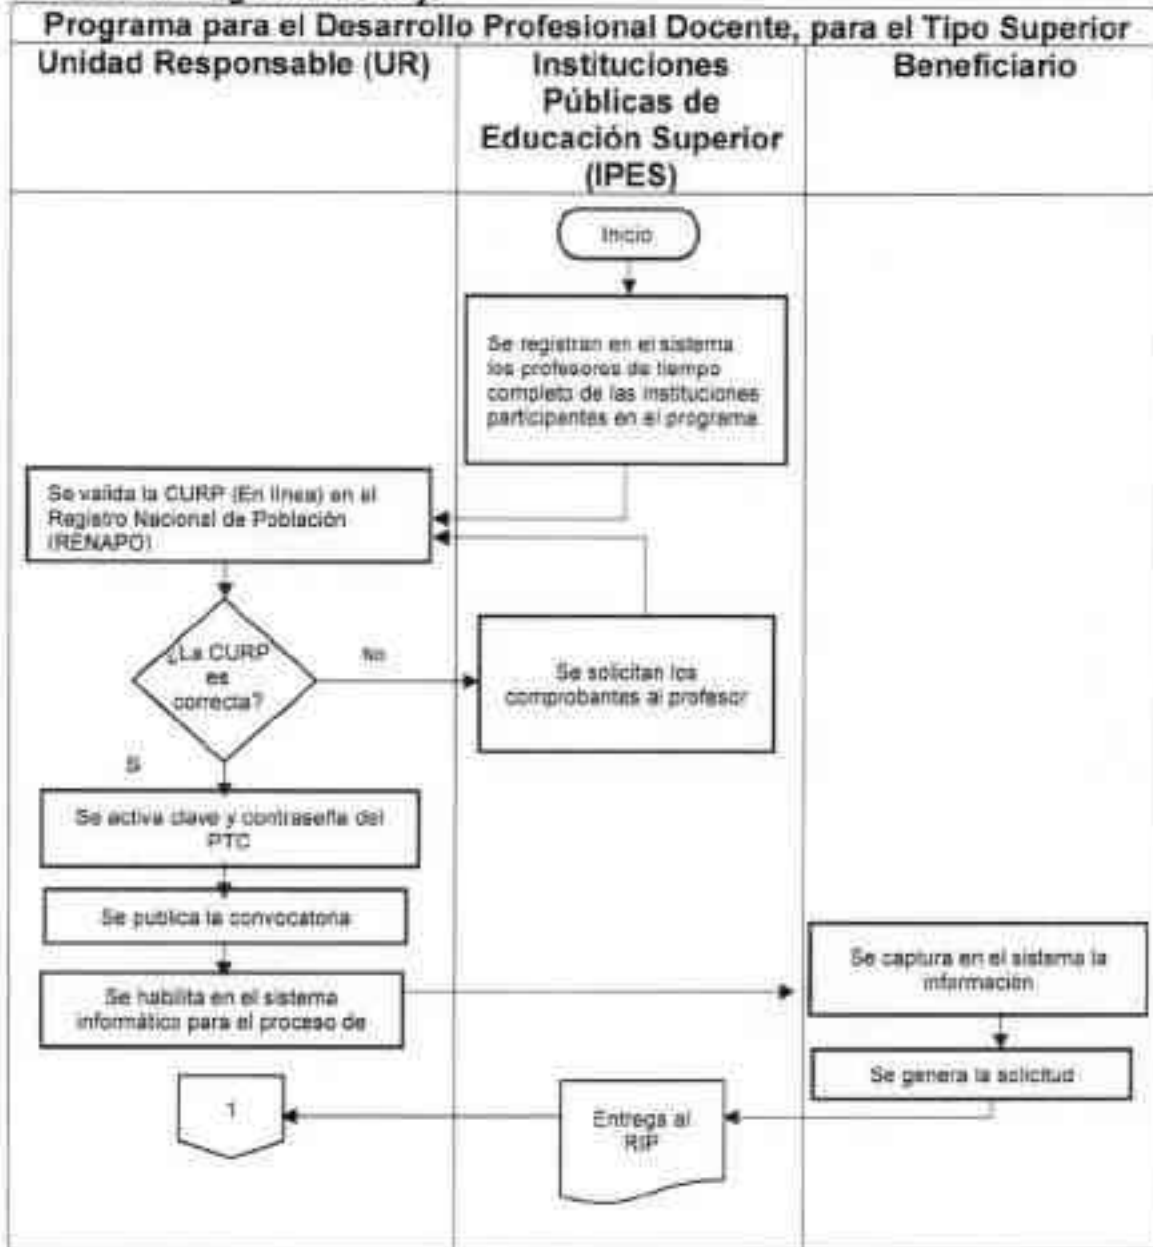 Programa para el Desarrollo Profesional Docente, para el Tipo Superior
Unidad Responsable (UR)
Instituciones
Públicas de
Educación Superior
(IPES)
Beneficiario
Inicio
Se registran en el sistema
los profesores de tiempo
completo de las instituciones
participantes en el programa
Se valida la CURP (En línea) en el
Registro Nacional de Población
(RENAPO)
¿La CURP
es
correcta?
No
Se solicitan los
comprobantes al profesor
Si
Se activa clave y contraseña del
PTC
Se publica la convocatoria
Se habilita en el sistema
informático para el proceso de
Se captura en el sistema la
información
Se genera la solicitud
Entrega al
RIP
1